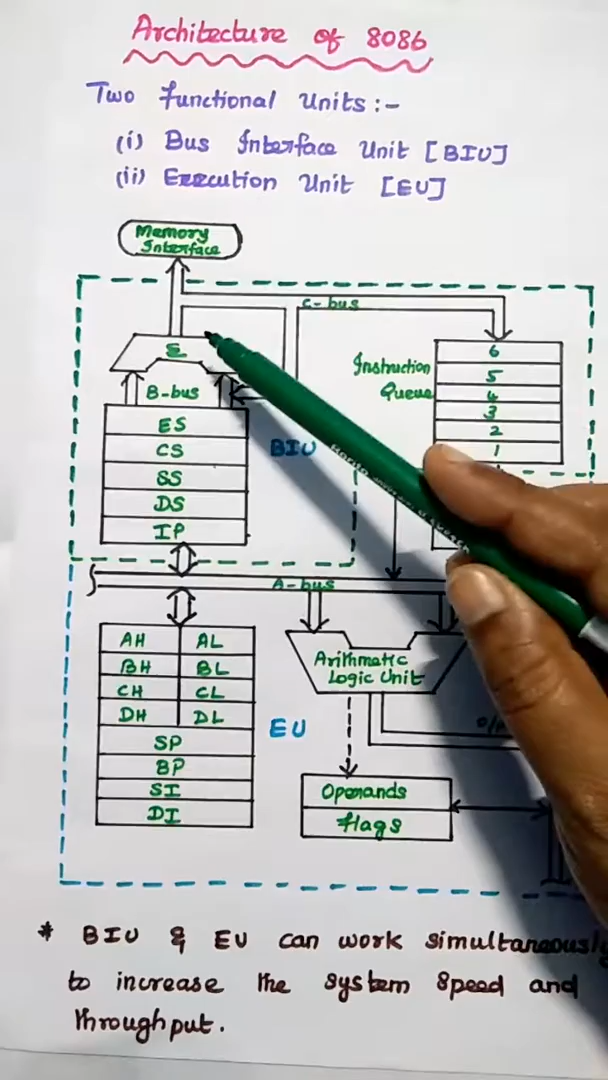 Architecture of 8086
Two Functional Units:-
(i) Bus Interface Unit [BIU]
(ii) Execution Unit [EU]
Memory
Interface
C-bus
Σ
Instruction
Queue
6
5
4
3
2
1
B-bus
ES
CS
SS
DS
IP
BIU
A-bus
AH AL
BH BL
CH CL
DH DL
SP
BP
SI
DI
EU
Arithmatic
Logic Unit
Operands
Flags
* BIU & EU can work simultaneously
to increase the system speed and
throughput.